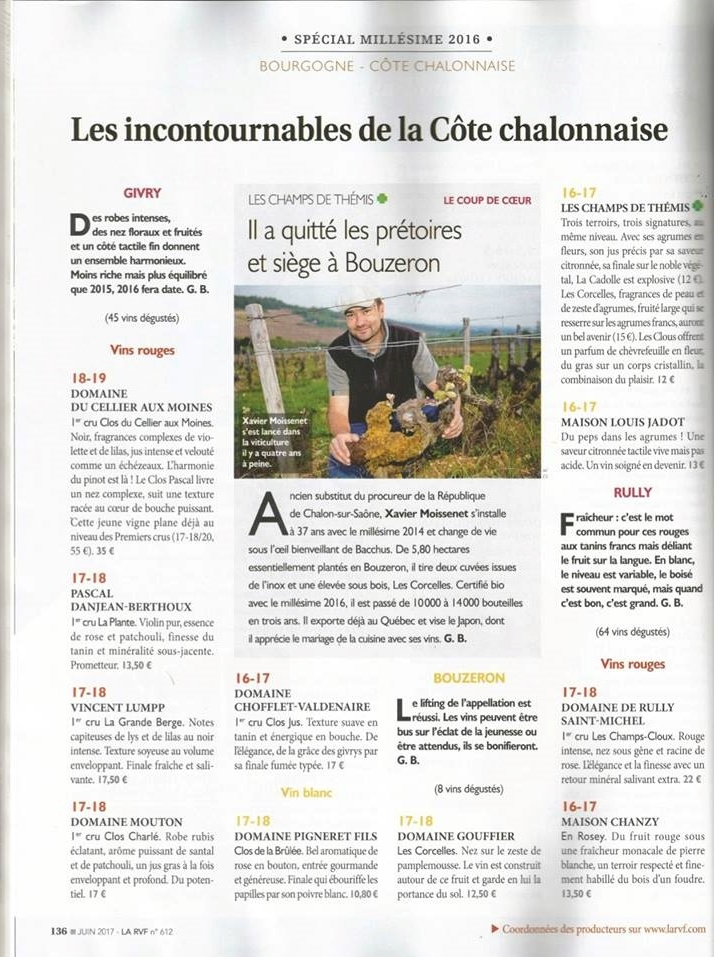 • SPÉCIAL MILLÉSIME 2016 •
BOURGOGNE - CÔTE CHALONNAISE
Les incontournables de la Côte chalonnaise
GIVRY
Des robes intenses,
des nez floraux et fruités
et un côté tactile fin donnent
un ensemble harmonieux.
Moins riche mais plus équilibré
que 2015, 2016 fera date. G. B.
(45 vins dégustés)
Vins rouges
18-19
DOMAINE
DU CELLIER AUX MOINES
1er cru Clos du Cellier aux Moines.
Noir, fragrances complexes de vio-
lette et de lilas, jus intense et velouté
comme un échézeaux. L'harmonie
du pinot est là ! Le Clos Pascal livre
un nez complexe, suit une texture
racée au cœur de bouche puissant.
Cette jeune vigne plane déjà au
niveau des Premiers crus (17-18/20,
55 €). 35 €
17-18
PASCAL
DANJEAN-BERTHOUX
1er cru La Plante. Violin pur, essence
de rose et patchouli, finesse du
tanin et minéralité sous-jacente.
Prometteur. 13,50 €
17-18
VINCENT LUMPP
1er cru La Grande Berge. Notes
capiteuses de lys et de lilas au noir
intense. Texture soyeuse au volume
enveloppant. Finale fraîche et sali-
vante. 17,50 €
17-18
DOMAINE MOUTON
1er cru Clos Charlé. Robe rubis
éclatant, arôme puissant de santal
et de patchouli, un jus gras à la fois
enveloppant et profond. Du poten-
tiel. 17 €
LES CHAMPS DE THÉMIS
LE COUP DE CŒUR
Il a quitté les prétoires
et siège à Bouzeron
Xavier Moissenet
s'est lancé dans
la viticulture
il y a quatre ans
à peine.
Ancien substitut du procureur de la République
de Chalon-sur-Saône, Xavier Moissenet s'installe
à 37 ans avec le millésime 2014 et change de vie
sous l'œil bienveillant de Bacchus. De 5,80 hectares
essentiellement plantés en Bouzeron, il tire deux cuvées issues
de l'inox et une élevée sous bois, Les Corcelles. Certifié bio
avec le millésime 2016, il est passé de 10000 à 14000 bouteilles
en trois ans. Il exporte déjà au Québec et vise le Japon, dont
il apprécie le mariage de la cuisine avec ses vins. G. B.
16-17
DOMAINE
CHOFFLET-VALDENAIRE
1er cru Clos Jus. Texture suave en
tanin et énergique en bouche. De
l'élégance, de la grâce des givrys par
sa finale fumée typée. 17 €
Vin blanc
17-18
DOMAINE PIGNERET FILS
Clos de la Brûlée. Bel aromatique de
rose en bouton, entrée gourmande
et généreuse. Finale qui ébouriffe les
papilles par son poivre blanc. 10,80 €
BOUZERON
Le lifting de l'appellation est
réussi. Les vins peuvent être
bus sur l'éclat de la jeunesse ou
être attendus, ils se bonifieront.
G. B.
(8 vins dégustés)
17-18
DOMAINE GOUFFIER
Les Corcelles. Nez sur le zeste de
pamplemousse. Le vin est construit
autour de ce fruit et garde en lui la
portance du sol. 12,50 €
16-17
LES CHAMPS DE THÉMIS
Trois terroirs, trois signatures, au
même niveau. Avec ses agrumes en
fleurs, son jus précis par sa saveur
citronnée, sa finale sur le noble végé-
tal, La Cadolle est explosive (12 €).
Les Corcelles, fragrances de peau et
de zeste d'agrumes, fruité large qui se
resserre sur les agrumes francs, auront
un bel avenir (15 €). Les Clous offrent
un parfum de chèvrefeuille en fleur,
du gras sur un corps cristallin, la
combinaison du plaisir. 12 €
16-17
MAISON LOUIS JADOT
Du peps dans les agrumes ! Une
saveur citronnée tactile vive mais pas
acide. Un vin soigné en devenir. 13 €
RULLY
Fraîcheur : c'est le mot
commun pour ces rouges
aux tanins francs mais déliant
le fruit sur la langue. En blanc,
le niveau est variable, le boisé
est souvent marqué, mais quand
c'est bon, c'est grand. G. B.
(64 vins dégustés)
Vins rouges
17-18
DOMAINE DE RULLY
SAINT-MICHEL
1er cru Les Champs-Cloux. Rouge
intense, nez sous gène et racine de
rose. L'élégance et la finesse avec un
retour minéral salivant extra. 22 €
16-17
MAISON CHANZY
En Rosey. Du fruit rouge sous
une fraîcheur monacale de pierre
blanche, un terroir respecté et fine-
ment habillé du bois d'un foudre.
13,50 €
136 ■ JUIN 2017 - LA RVF n° 612
▶ Coordonnées des producteurs sur www.larvf.com